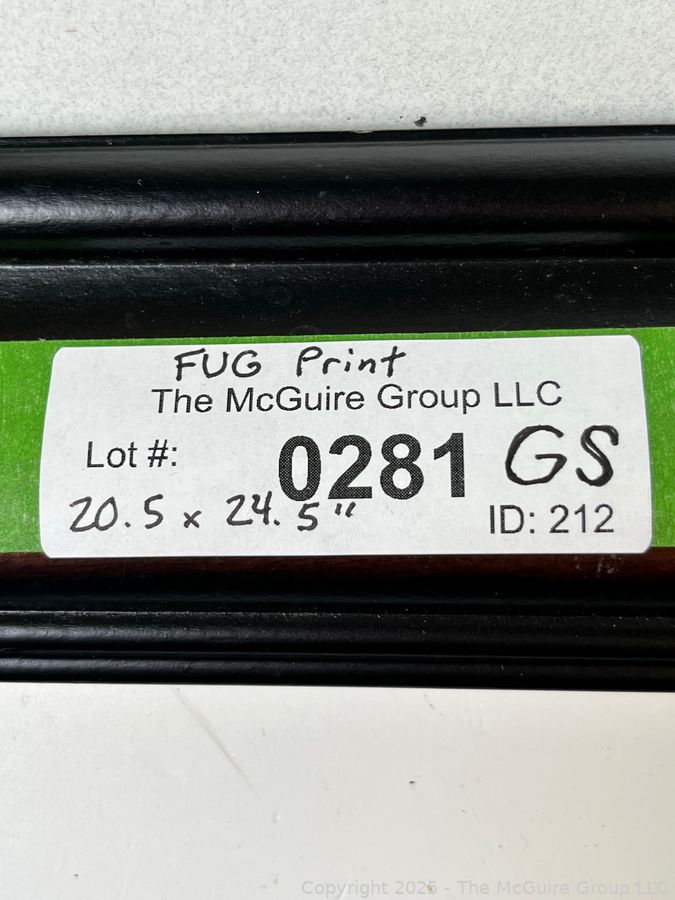 FUG Print
The McGuire Group LLC
Lot #: 0281 GS
20.5 x 24.5"
ID: 212
Copyright 2025 - The McGuire Group LLC